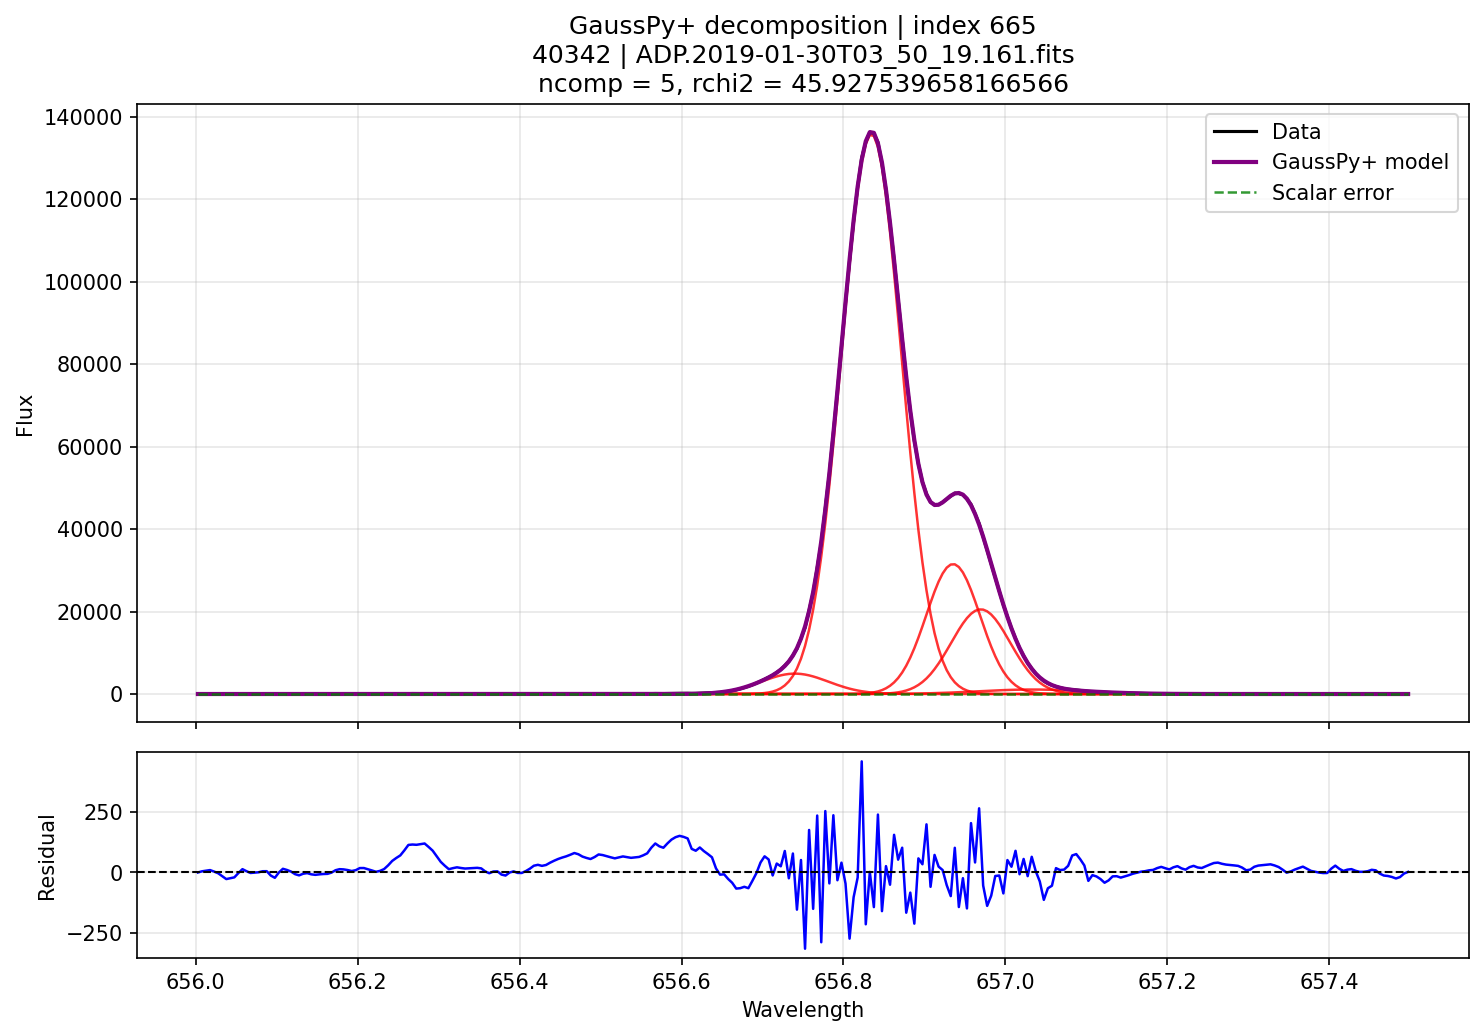 GaussPy+ decomposition | index 665
40342 | ADP.2019-01-30T03_50_19.161.fits
ncomp = 5, rchi2 = 45.927539658166566
140000
120000
100000
80000
60000
40000
20000
0
Flux
Data
GaussPy+ model
Scalar error
250
0
−250
Residual
656.0
656.2
656.4
656.6
656.8
657.0
657.2
657.4
Wavelength